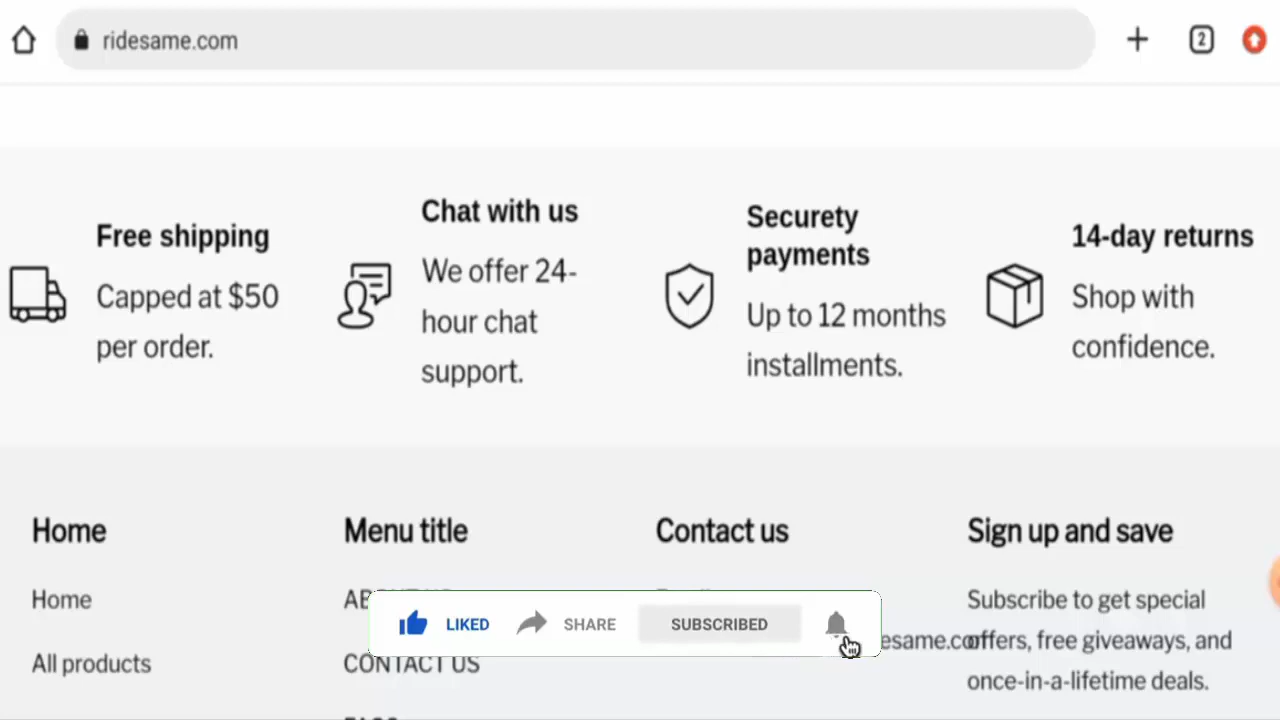 ridesame.com
2
Free shipping
Capped at $50
per order.
Chat with us
We offer 24-
hour chat
support.
Securety
payments
Up to 12 months
installments.
14-day returns
Shop with
confidence.
Home
Home
All products
Menu title
CONTACT US
Contact us
esame.co
Sign up and save
Subscribe to get special
offers, free giveaways, and
once-in-a-lifetime deals.
LIKED
SHARE
SUBSCRIBED